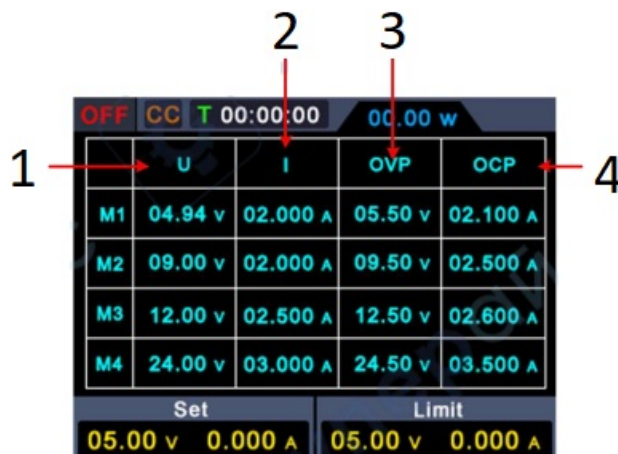 2 3
OFF CC T 00:00:00 00.00 w
1 U I OVP OCP 4
M1 04.94 v 02.000 A 05.50 v 02.100 A
M2 09.00 v 02.000 A 09.50 v 02.500 A
M3 12.00 v 02.500 A 12.50 v 02.600 A
M4 24.00 v 03.000 A 24.50 v 03.500 A
Set Limit
05.00 v 0.000 A 05.00 v 0.000 A